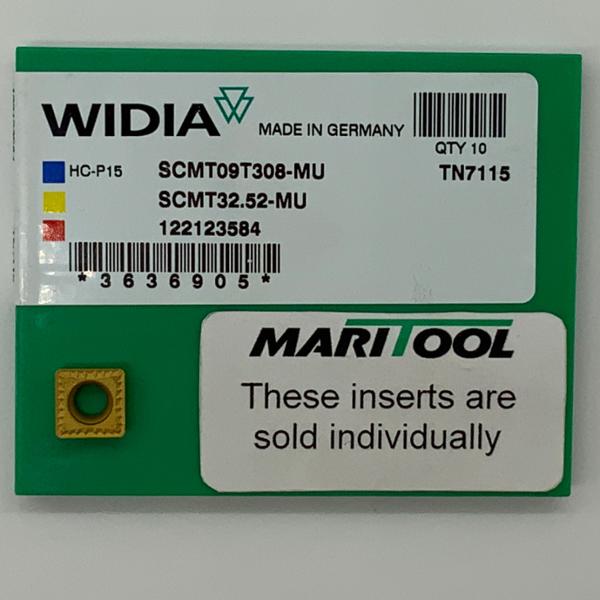 WIDIA MADE IN GERMANY
QTY 10
HC-P15 SCMT09T308-MU TN7115
SCMT32.52-MU
122123584
*3636905*
MARITOOL
These inserts are
sold individually